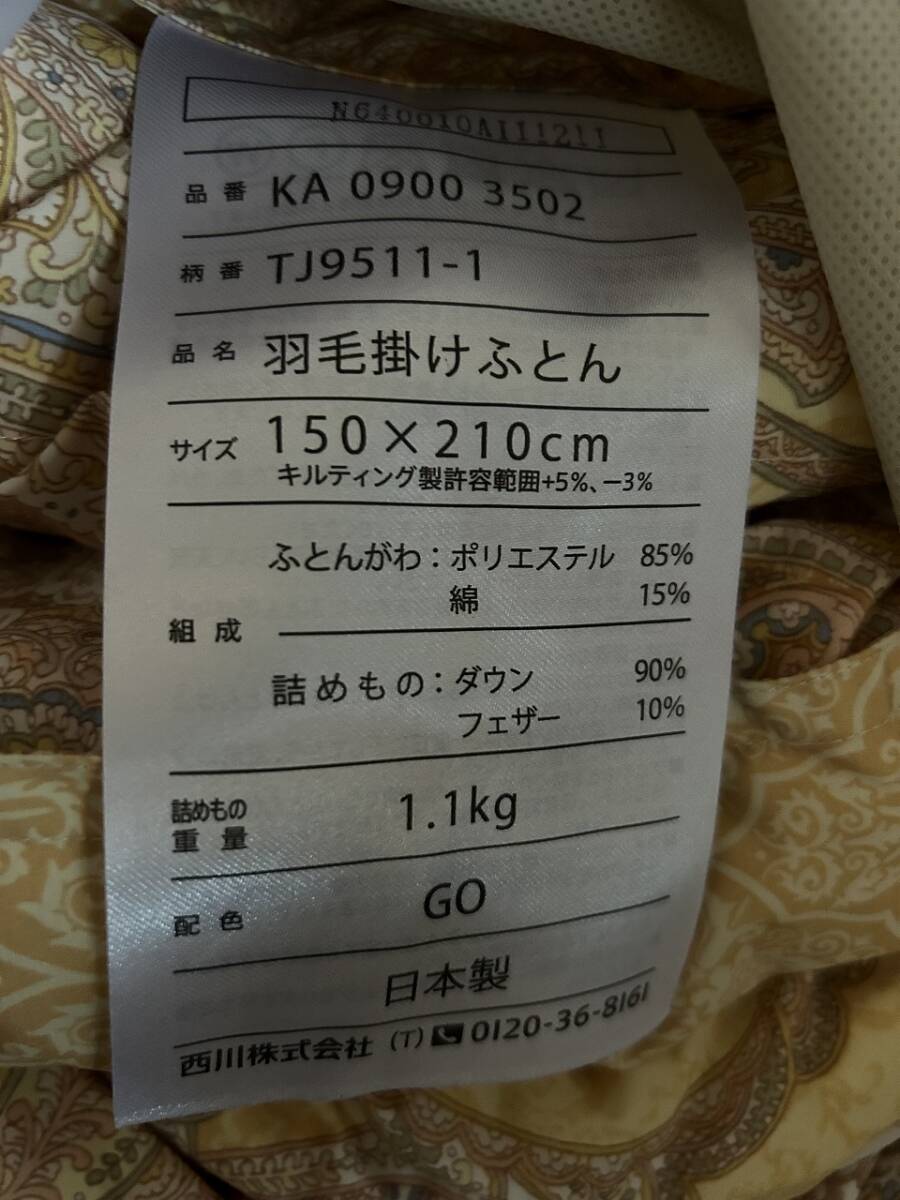 N640010A111211
品番 KA 0900 3502
柄番 TJ9511-1
品名 羽毛掛けふとん
サイズ 150×210cm
キルティング製許容範囲+5%、-3%
組成
ふとんがわ:ポリエステル 85%
綿 15%
詰めもの:ダウン 90%
フェザー 10%
詰めもの
重量
1.1kg
配色 GO
日本製
西川株式会社 (T) 0120-36-8161